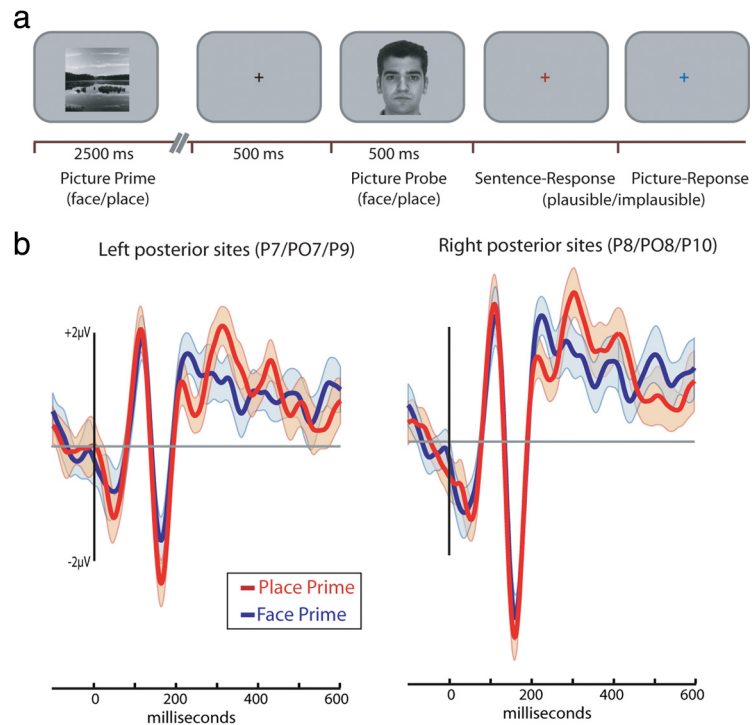 a
2500 ms
500 ms
500 ms
Picture Prime
(face/place)
Picture Probe
(face/place)
Sentence-Response
Picture-Reponse
(plausible/implausible)
b
Left posterior sites (P7/PO7/P9)
Right posterior sites (P8/PO8/P10)
+2μV
-2μV
Place Prime
Face Prime
0
200
400
600
milliseconds
0
200
400
600
milliseconds